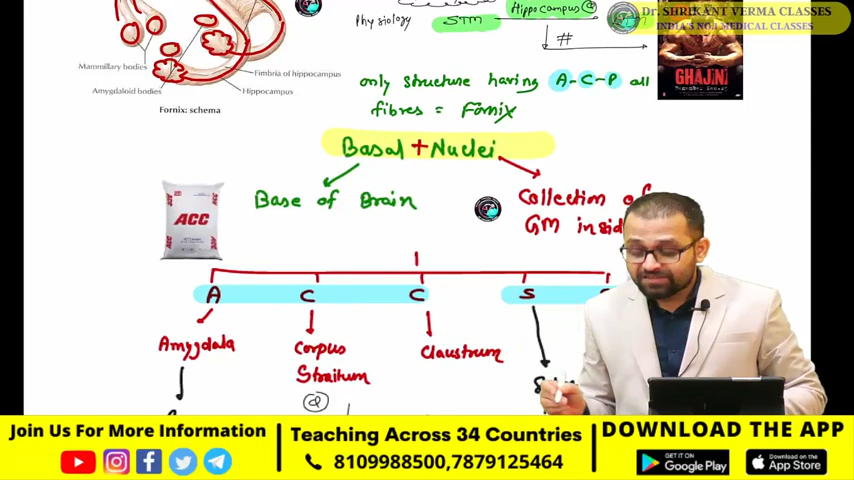 Dr. SHRIKANT VERMA CLASSES
INDIA'S NO.1 MEDICAL CLASSES
Hippocampus
Physiology
STM
#
GHAJINI
Mammillary bodies
Amygdaloid bodies
Fimbria of hippocampus
Hippocampus
Fornix: schema
only structure having A-C-P all
fibres = Fornix
Basal + Nuclei
Base of Brain
Collection of
GM insid
ACC
A C C S
Amygdala
Corpus
Straitum
Claustrum
Join Us For More Information
Teaching Across 34 Countries
8109988500,7879125464
DOWNLOAD THE APP
GET IT ON
Google Play
Download on the
App Store